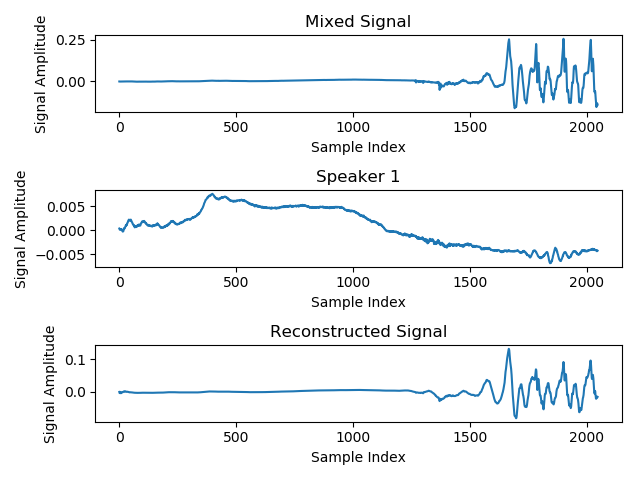 Mixed Signal
Signal Amplitude
0.25
0.00
0 500 1000 1500 2000
Sample Index
Speaker 1
Signal Amplitude
0.005
0.000
−0.005
0 500 1000 1500 2000
Sample Index
Reconstructed Signal
Signal Amplitude
0.1
0.0
0 500 1000 1500 2000
Sample Index